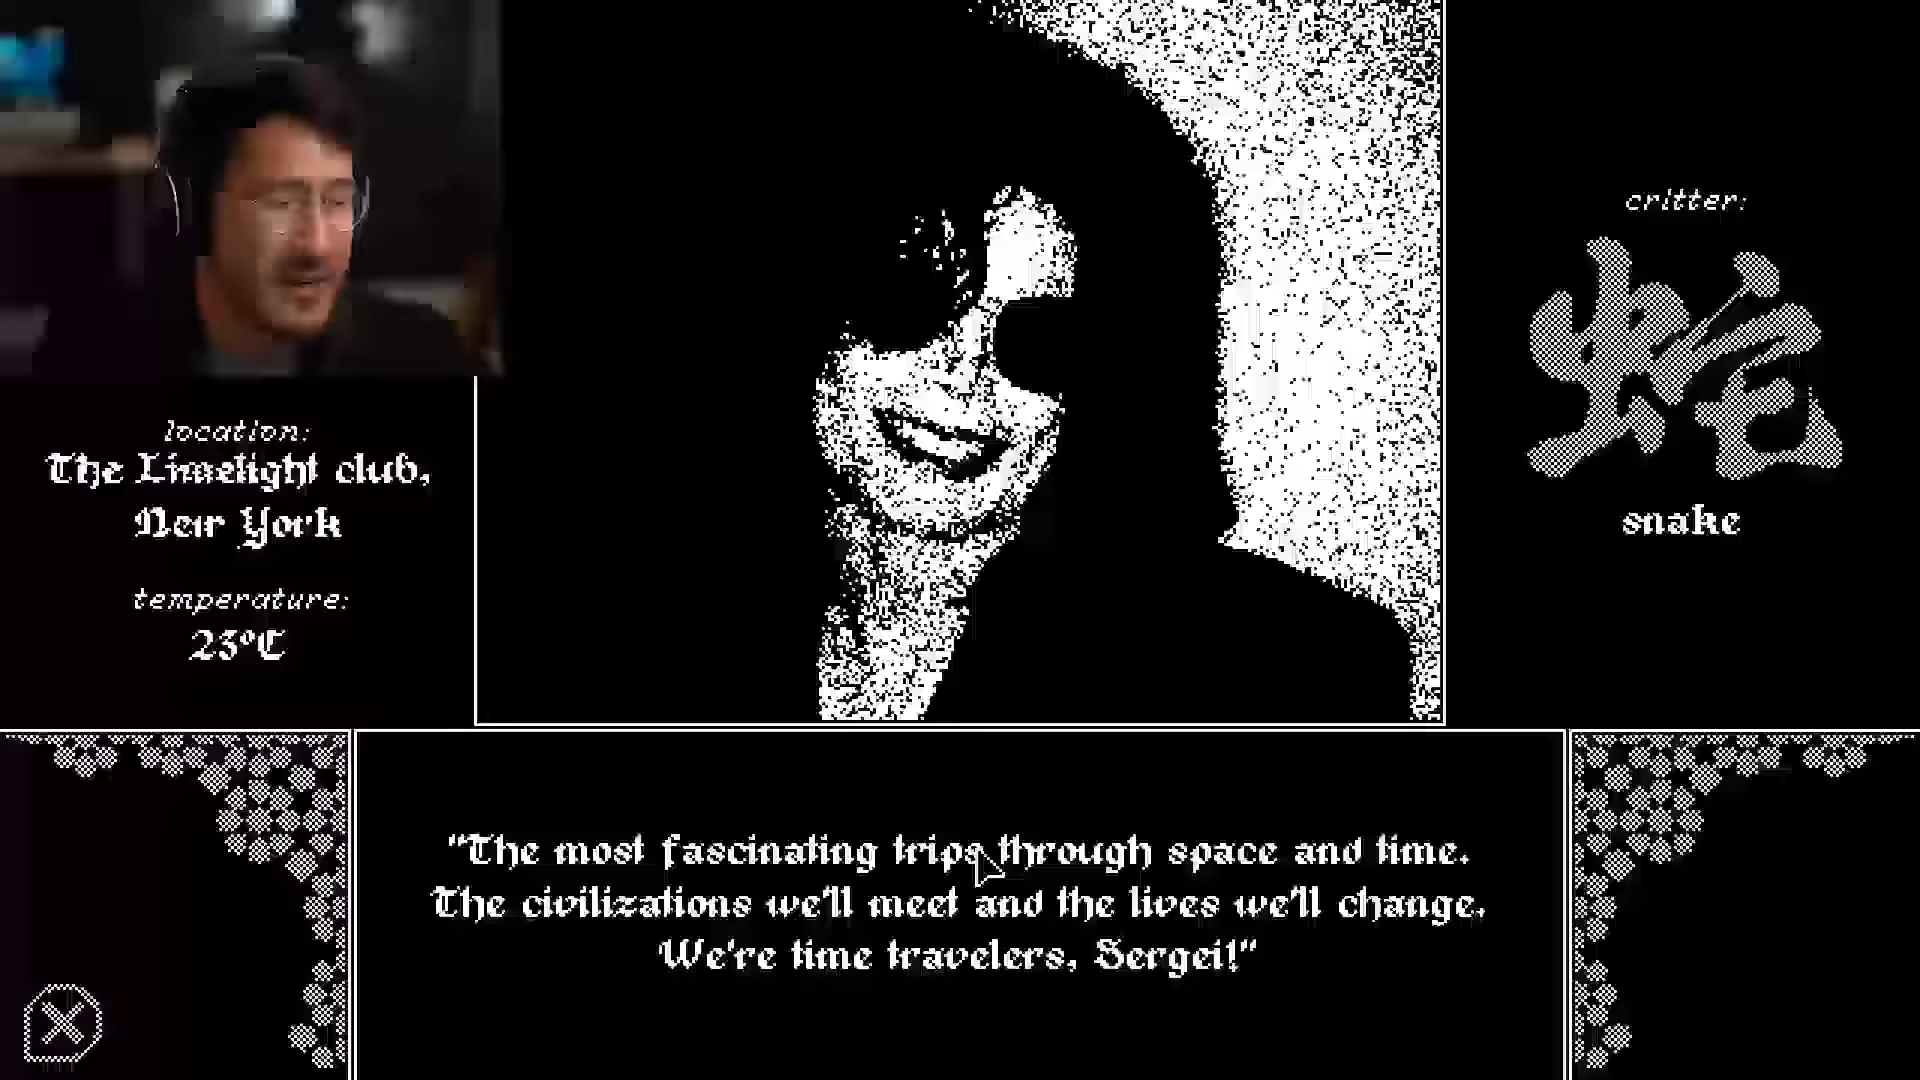 location:
The Limelight club,
New York
temperature:
23°C
critter:
蛇
snake
"The most fascinating trips through space and time.
The civilizations we'll meet and the lives we'll change.
We're time travelers, Sergei!"